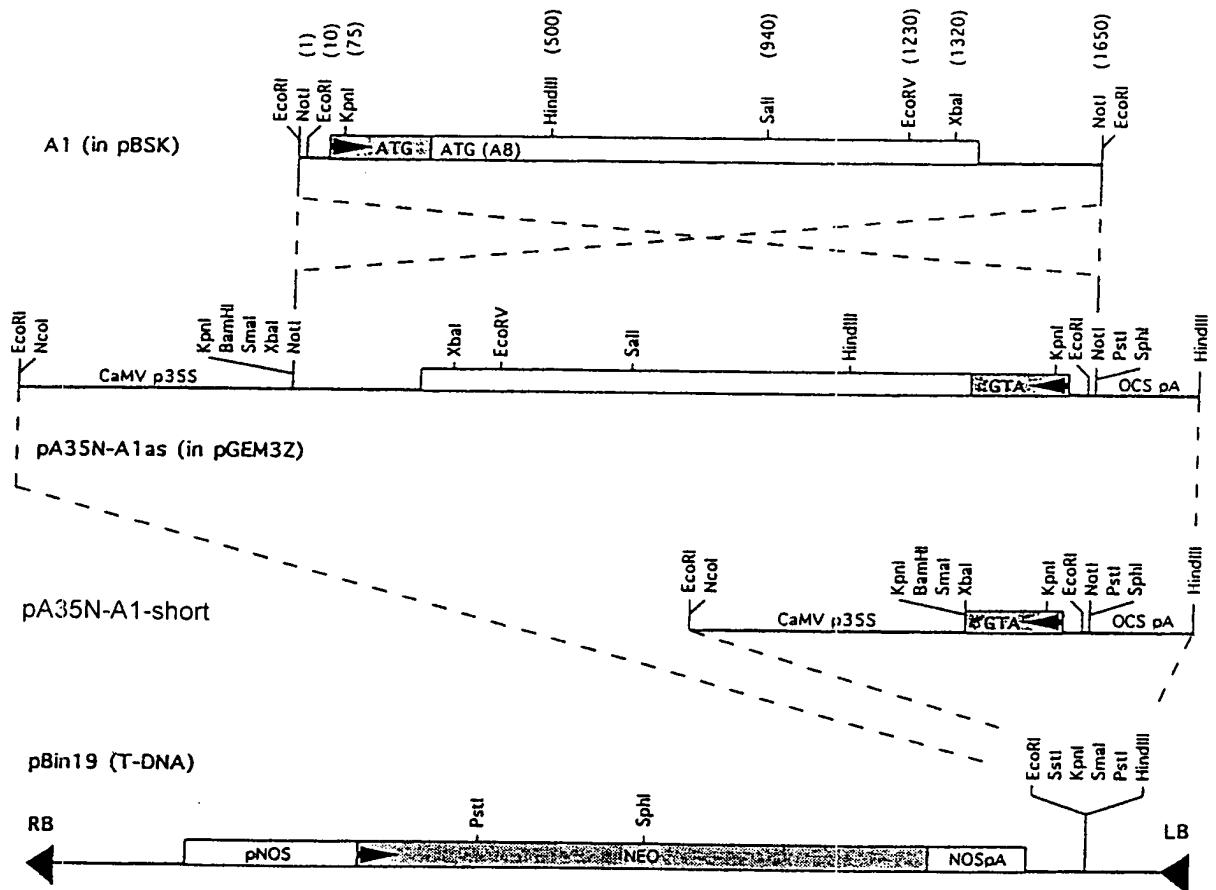 (1)
(10)
(75)
(500)
(940)
(1230)
(1320)
(1650)
EcoRI
NotI
EcoRI
KpnI
HindIII
SalI
EcoRV
XbaI
NotI
EcoRI
A1 (in pBSK)
ATG
ATG (A8)
EcoRI
NcoI
KpnI
BamHI
SmaI
XbaI
NotI
XbaI
EcoRV
SalI
HindIII
KpnI
EcoRI
NotI
PstI
SphI
HindIII
CaMV p35S
GTA
OCS pA
pA35N-A1as (in pGEM3Z)
EcoRI
NcoI
KpnI
BamHI
SmaI
XbaI
KpnI
EcoRI
NotI
PstI
SphI
HindIII
pA35N-A1-short
CaMV p35S
GTA
OCS pA
pBin19 (T-DNA)
EcoRI
SstI
KpnI
SmaI
PstI
HindIII
PstI
SphI
RB
LB
pNOS
NEO
NOSpA